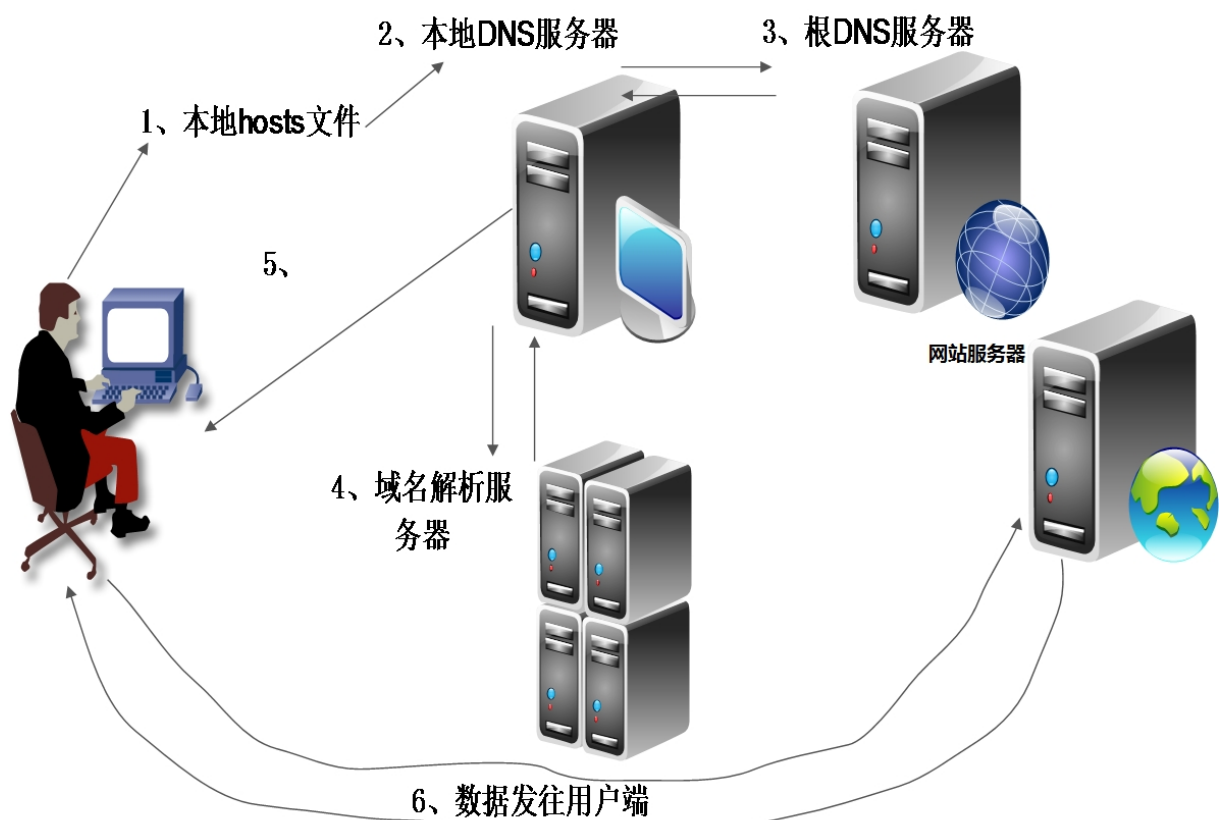 2、本地DNS服务器
3、根DNS服务器
1、本地hosts文件
5、
网站服务器
4、域名解析服
务器
6、数据发往用户端